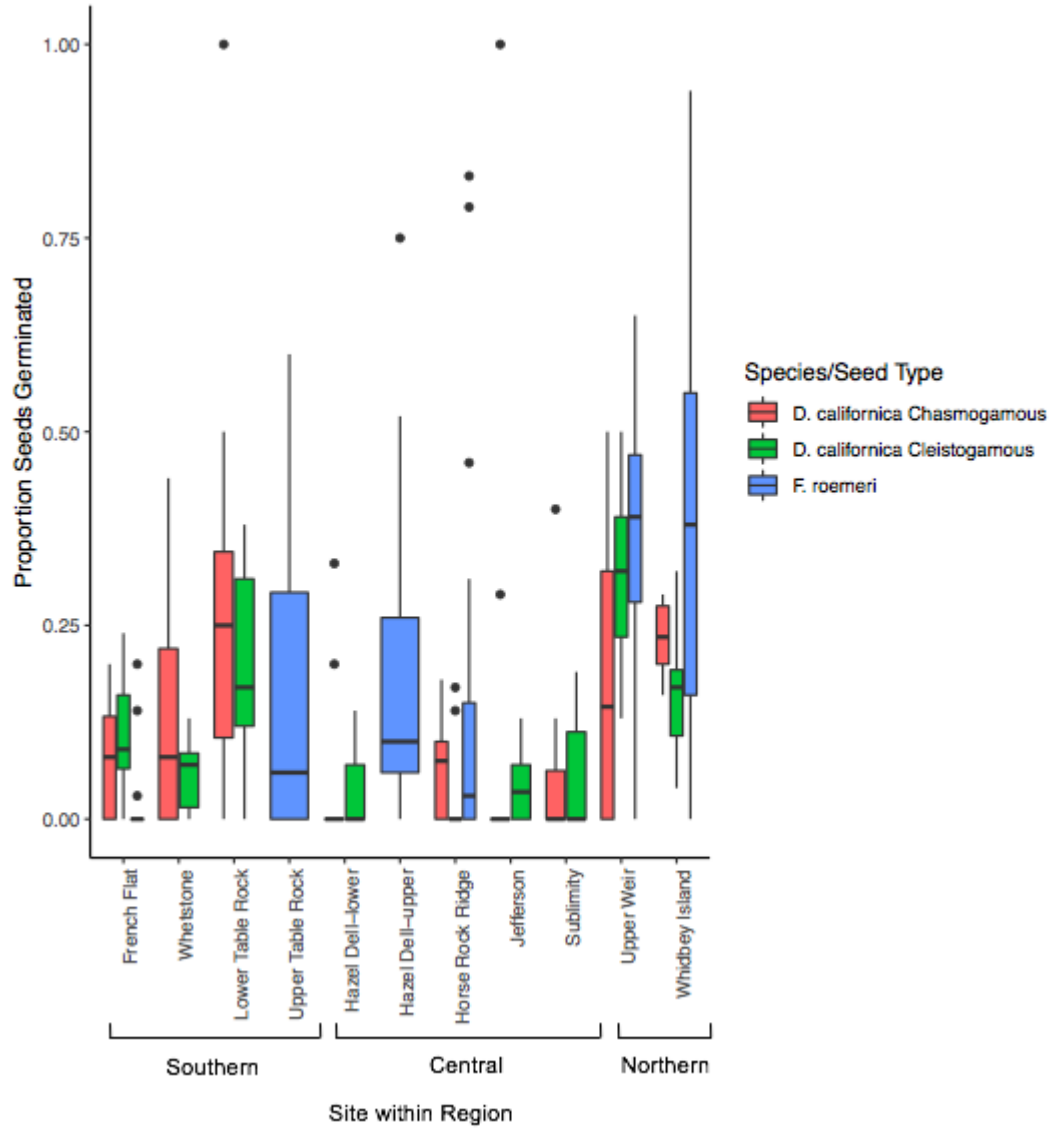 1.00
0.75
0.50
0.25
0.00
Proportion Seeds Germinated
Species/Seed Type
D. californica Chasmogamous
D. californica Cleistogamous
F. roemeri
French Flat
Whetstone
Lower Table Rock
Upper Table Rock
Hazel Dell-lower
Hazel Dell-upper
Horse Rock Ridge
Jefferson
Sublimity
Upper Weir
Whidbey Island
Southern
Central
Northern
Site within Region